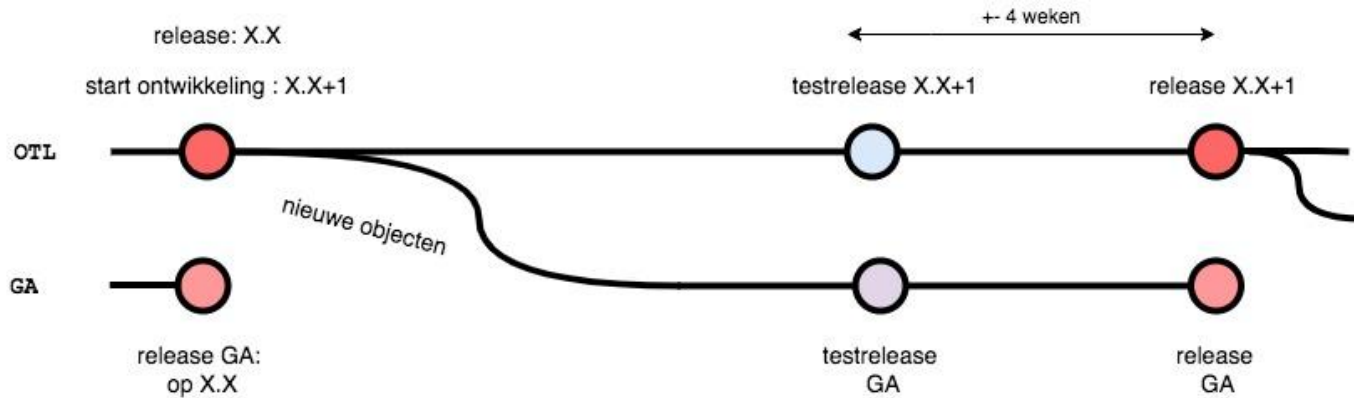 +- 4 weken
release: X.X
start ontwikkeling : X.X+1
testrelease X.X+1
release X.X+1
OTL
nieuwe objecten
GA
release GA:
op X.X
testrelease
GA
release
GA